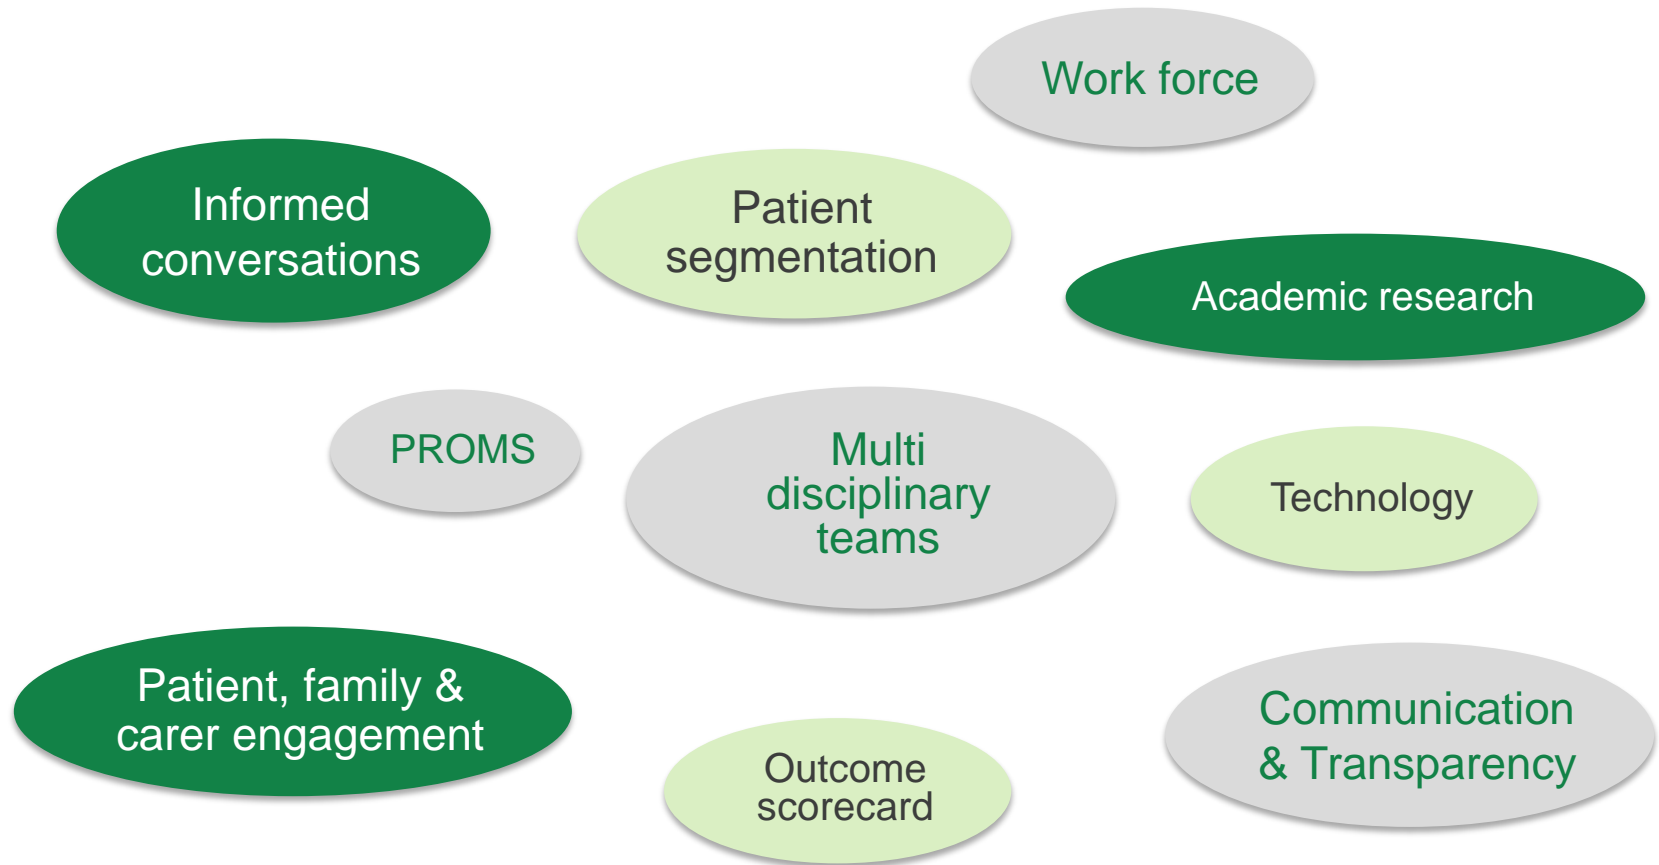 Work force
Informed
conversations
Patient
segmentation
Academic research
PROMS
Multi
disciplinary
teams
Technology
Patient, family &
carer engagement
Outcome
scorecard
Communication
& Transparency